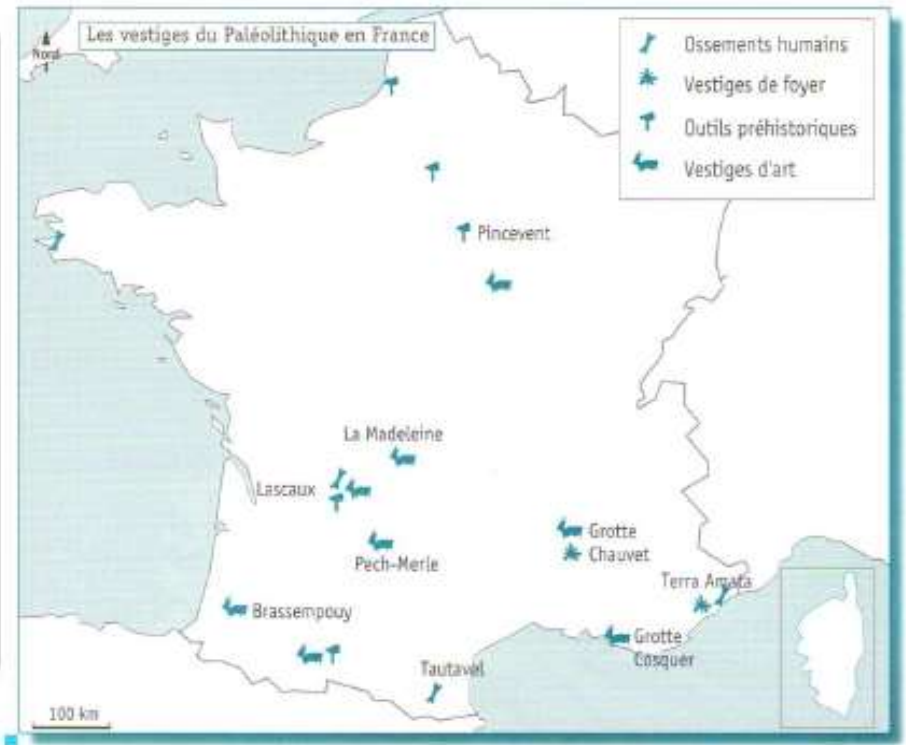 Les vestiges du Paléolithique en France
Nord
Ossements humains
Vestiges de foyer
Outils préhistoriques
Vestiges d'art
Pincevent
La Madeleine
Lascaux
Pech-Merle
Grotte
Chauvet
Terra Amata
Brassempouy
Grotte
Cosquer
Tautavel
100 km